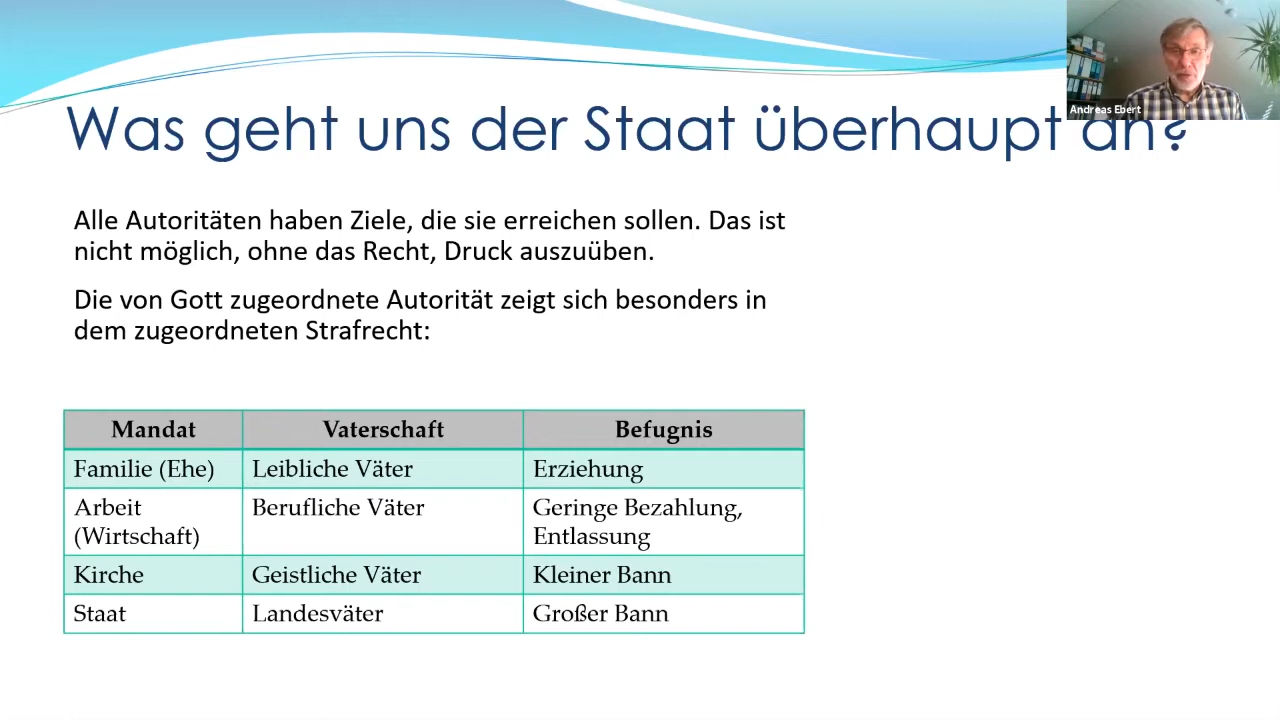 Andreas Ebert
Was geht uns der Staat überhaupt an?
Alle Autoritäten haben Ziele, die sie erreichen sollen. Das ist
nicht möglich, ohne das Recht, Druck auszuüben.
Die von Gott zugeordnete Autorität zeigt sich besonders in
dem zugeordneten Strafrecht:
Mandat Vaterschaft Befugnis
Familie (Ehe) Leibliche Väter Erziehung
Arbeit Berufliche Väter Geringe Bezahlung,
(Wirtschaft) Entlassung
Kirche Geistliche Väter Kleiner Bann
Staat Landesväter Großer Bann